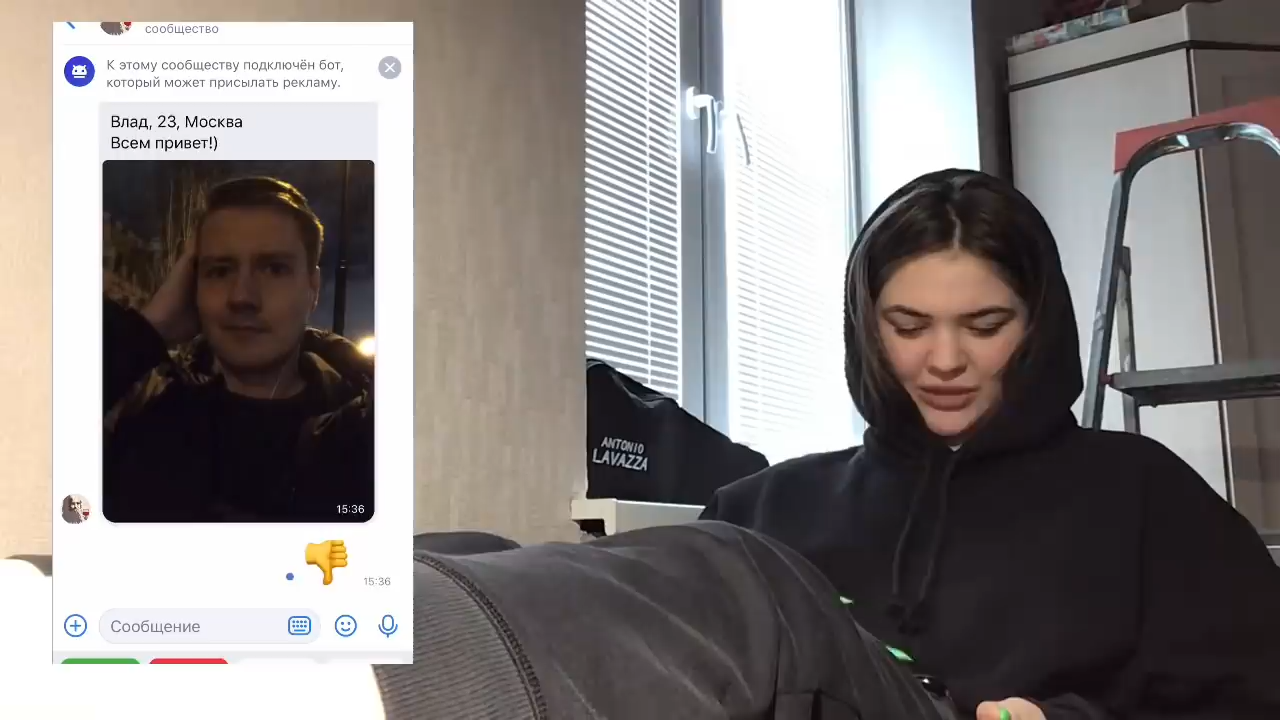 сообщество
К этому сообществу подключён бот,
который может присылать рекламу.
Влад, 23, Москва
Всем привет!)
15:36
15:36
Сообщение
ANTONIO
LAVAZZA